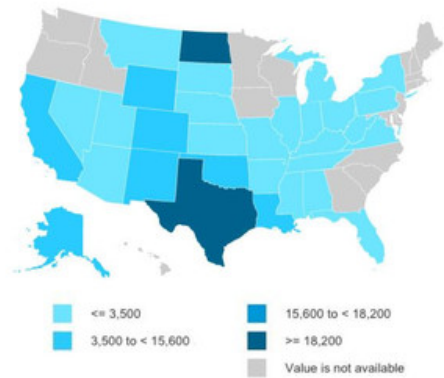 <= 3,500
15,600 to < 18,200
3,500 to < 15,600
>= 18,200
Value is not available